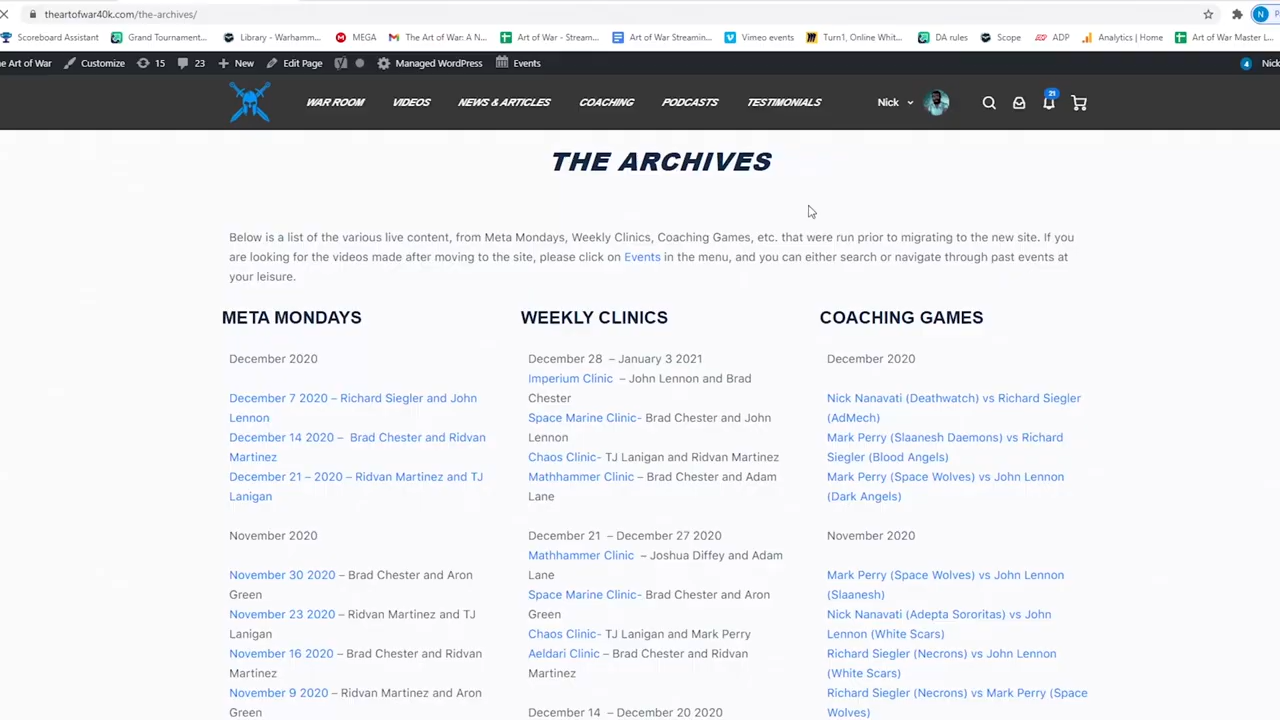 theartofwar40k.com/the-archives/
Scoreboard Assistant
Grand Tournament...
Library - Warhamm...
MEGA
The Art of War: A N...
Art of War - Stream...
Art of War Streamin...
Vimeo events
Turn1, Online Whit...
DA rules
Scope
ADP
Analytics | Home
Art of War Master L...
he Art of War
Customize
15
23
New
Edit Page
Managed WordPress
Events
4
Nick
WAR ROOM
VIDEOS
NEWS & ARTICLES
COACHING
PODCASTS
TESTIMONIALS
Nick
21
THE ARCHIVES
Below is a list of the various live content, from Meta Mondays, Weekly Clinics, Coaching Games, etc. that were run prior to migrating to the new site. If you
are looking for the videos made after moving to the site, please click on Events in the menu, and you can either search or navigate through past events at
your leisure.
META MONDAYS
December 2020
December 7 2020 – Richard Siegler and John
Lennon
December 14 2020 – Brad Chester and Ridvan
Martinez
December 21 – 2020 – Ridvan Martinez and TJ
Lanigan
November 2020
November 30 2020 – Brad Chester and Aron
Green
November 23 2020 – Ridvan Martinez and TJ
Lanigan
November 16 2020 – Brad Chester and Ridvan
Martinez
November 9 2020 – Ridvan Martinez and Aron
Green
WEEKLY CLINICS
December 28 – January 3 2021
Imperium Clinic – John Lennon and Brad
Chester
Space Marine Clinic- Brad Chester and John
Lennon
Chaos Clinic- TJ Lanigan and Ridvan Martinez
Mathhammer Clinic – Brad Chester and Adam
Lane
December 21 – December 27 2020
Mathhammer Clinic – Joshua Diffey and Adam
Lane
Space Marine Clinic- Brad Chester and Aron
Green
Chaos Clinic- TJ Lanigan and Mark Perry
Aeldari Clinic – Brad Chester and Ridvan
Martinez
December 14 – December 20 2020
COACHING GAMES
December 2020
Nick Nanavati (Deathwatch) vs Richard Siegler
(AdMech)
Mark Perry (Slaanesh Daemons) vs Richard
Siegler (Blood Angels)
Mark Perry (Space Wolves) vs John Lennon
(Dark Angels)
November 2020
Mark Perry (Space Wolves) vs John Lennon
(Slaanesh)
Nick Nanavati (Adepta Sororitas) vs John
Lennon (White Scars)
Richard Siegler (Necrons) vs John Lennon
(White Scars)
Richard Siegler (Necrons) vs Mark Perry (Space
Wolves)